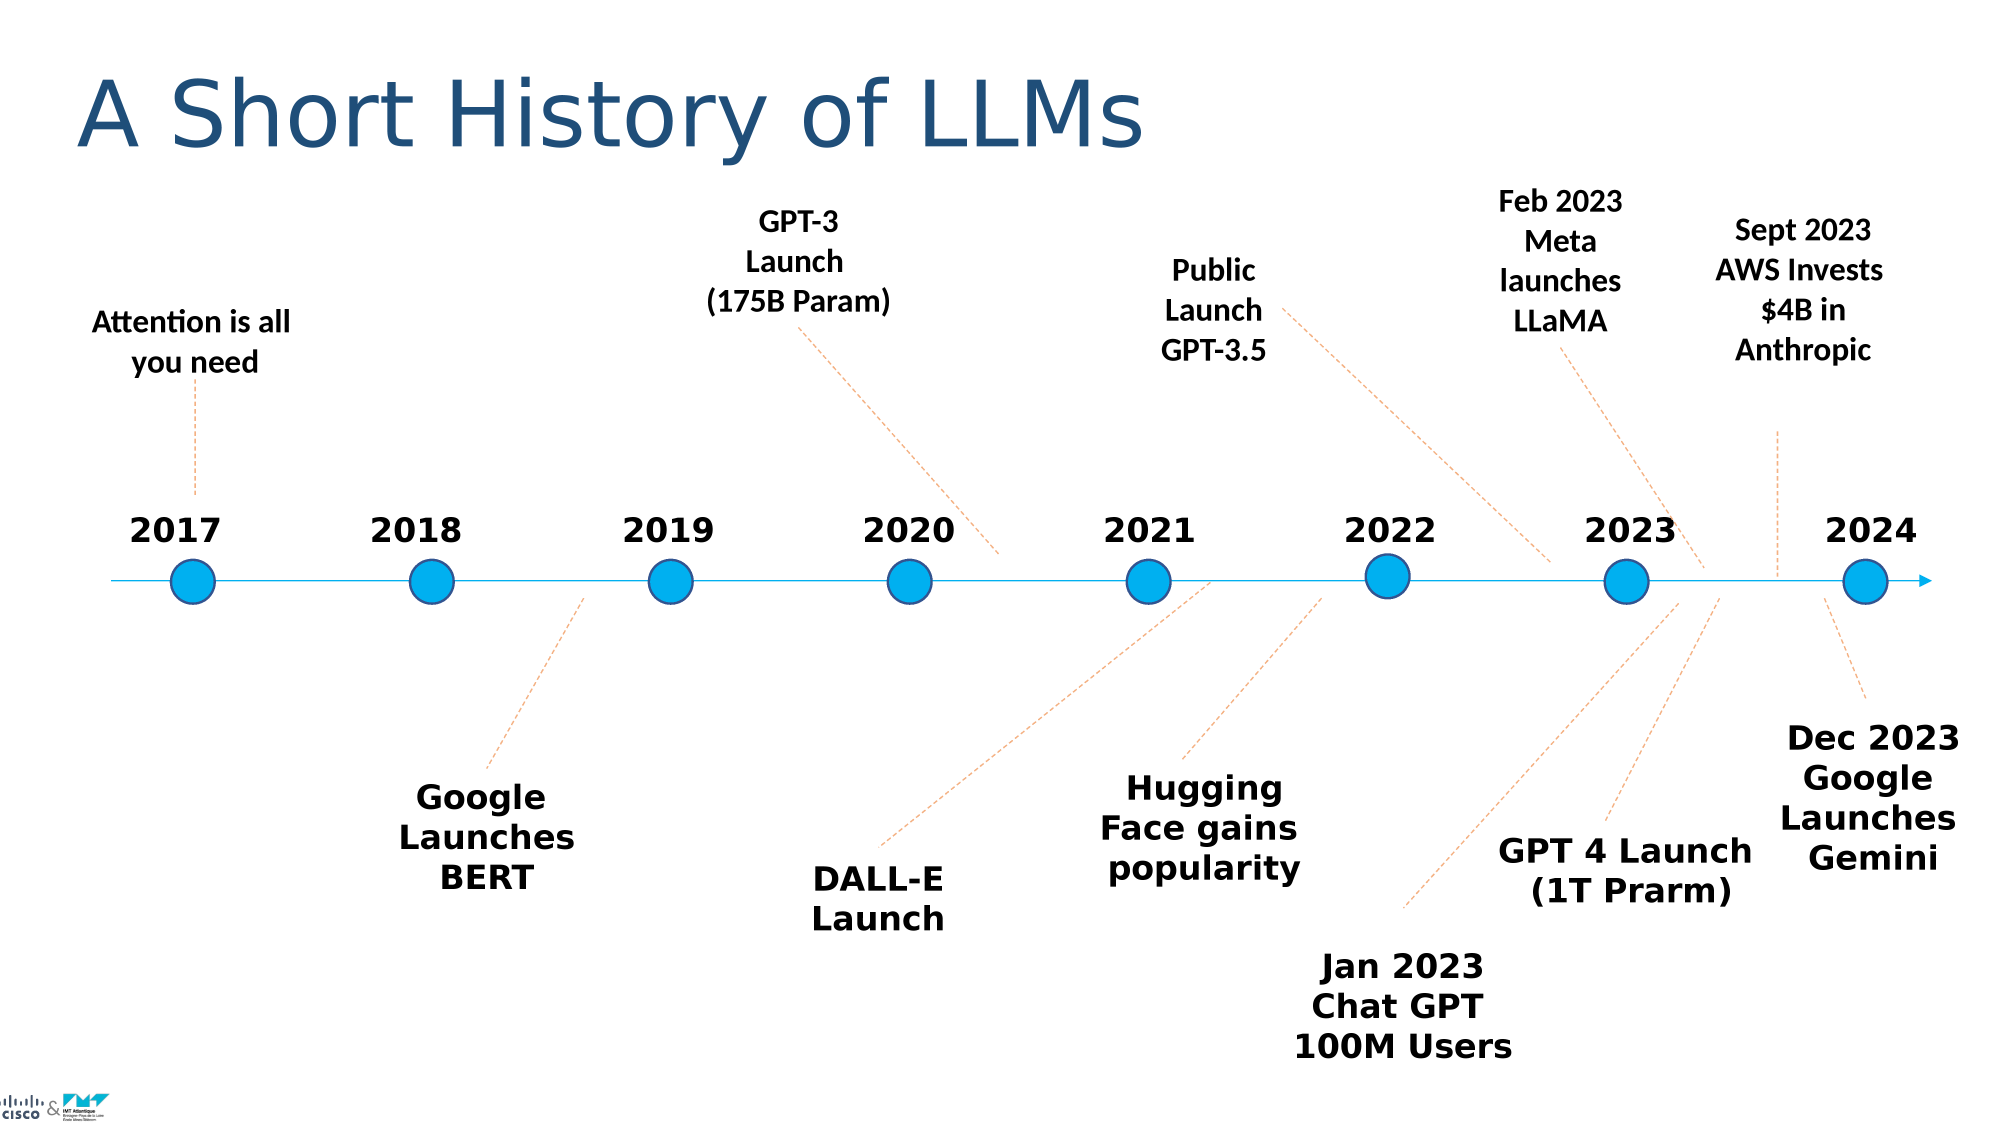 A Short History of LLMs
Attention is all
you need
GPT-3
Launch
(175B Param)
Public
Launch
GPT-3.5
Feb 2023
Meta
launches
LLaMA
Sept 2023
AWS Invests
$4B in
Anthropic
2017
2018
2019
2020
2021
2022
2023
2024
Google
Launches
BERT
DALL-E
Launch
Hugging
Face gains
popularity
Jan 2023
Chat GPT
100M Users
GPT 4 Launch
(1T Prarm)
Dec 2023
Google
Launches
Gemini
CISCO & IMT Atlantique